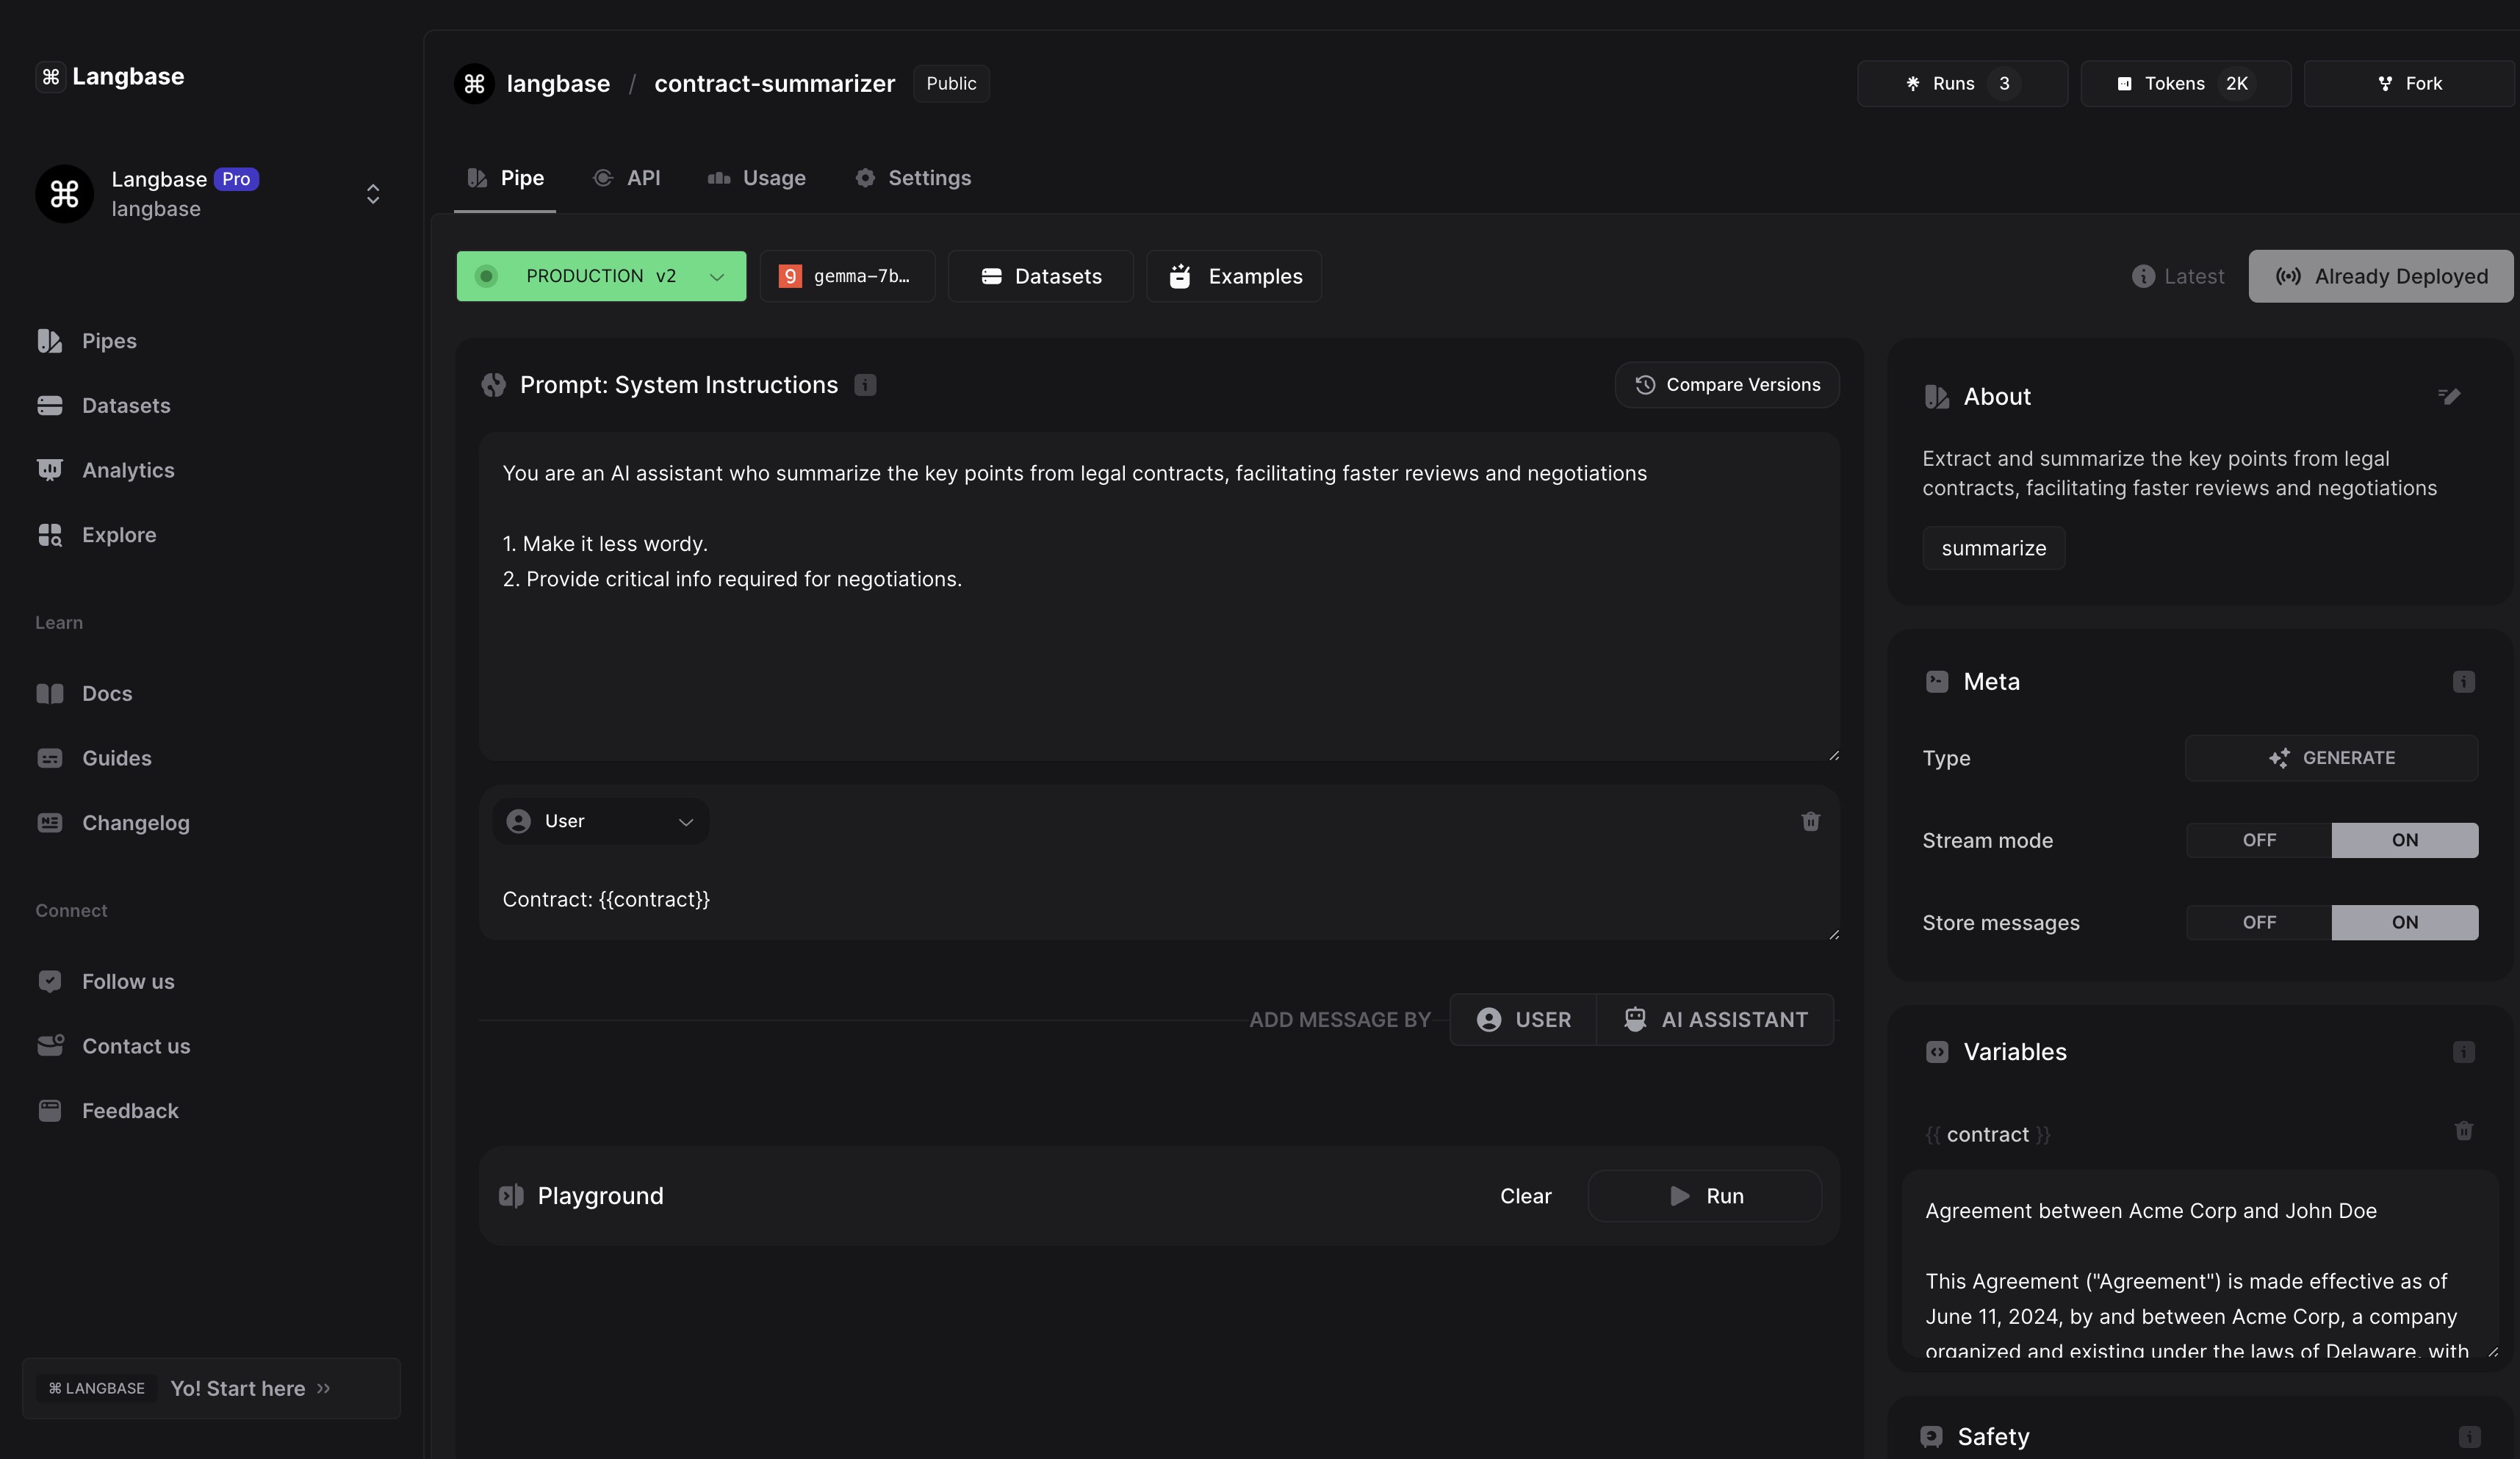 Langbase
Langbase Pro
langbase
Pipes
Datasets
Analytics
Explore
Learn
Docs
Guides
Changelog
Connect
Follow us
Contact us
Feedback
⌘ LANGBASE Yo! Start here »
langbase / contract-summarizer Public
Runs 3 Tokens 2K Fork
Pipe API Usage Settings
PRODUCTION v2 gemma-7b… Datasets Examples
Latest Already Deployed
Prompt: System Instructions Compare Versions
You are an AI assistant who summarize the key points from legal contracts, facilitating faster reviews and negotiations
1. Make it less wordy.
2. Provide critical info required for negotiations.
User
Contract: {{contract}}
ADD MESSAGE BY USER AI ASSISTANT
Playground Clear Run
About
Extract and summarize the key points from legal
contracts, facilitating faster reviews and negotiations
summarize
Meta
Type GENERATE
Stream mode OFF ON
Store messages OFF ON
Variables
{{ contract }}
Agreement between Acme Corp and John Doe
This Agreement ("Agreement") is made effective as of
June 11, 2024, by and between Acme Corp, a company
organized and existing under the laws of Delaware, with
Safety